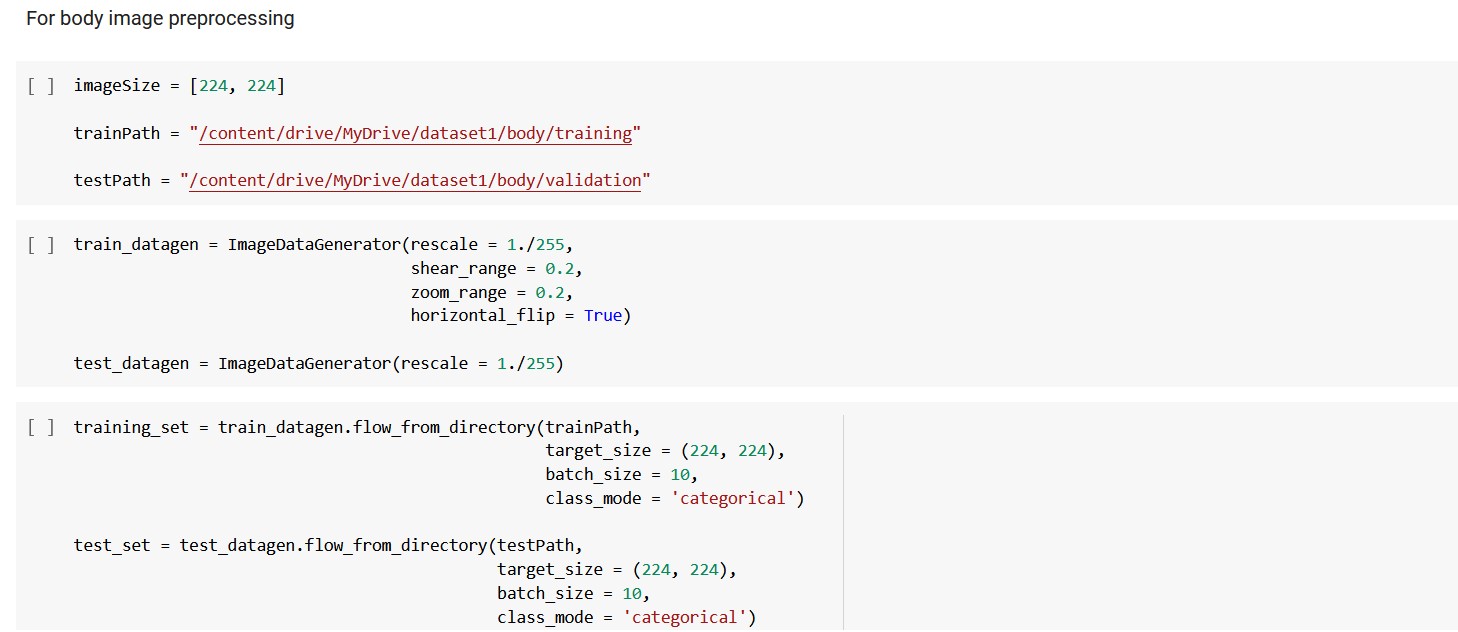 For body image preprocessing
[ ] imageSize = [224, 224]
trainPath = "/content/drive/MyDrive/dataset1/body/training"
testPath = "/content/drive/MyDrive/dataset1/body/validation"
[ ] train_datagen = ImageDataGenerator(rescale = 1./255,
shear_range = 0.2,
zoom_range = 0.2,
horizontal_flip = True)
test_datagen = ImageDataGenerator(rescale = 1./255)
[ ] training_set = train_datagen.flow_from_directory(trainPath,
target_size = (224, 224),
batch_size = 10,
class_mode = 'categorical')
test_set = test_datagen.flow_from_directory(testPath,
target_size = (224, 224),
batch_size = 10,
class_mode = 'categorical')